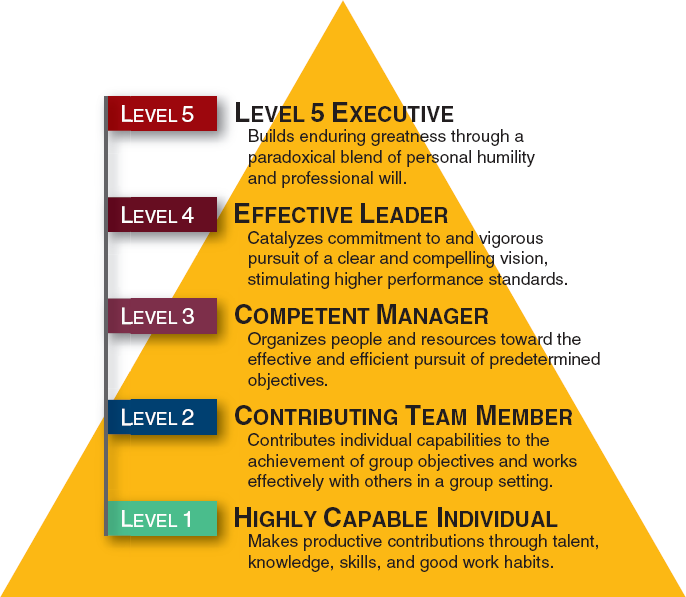 LEVEL 5
LEVEL 5 EXECUTIVE
Builds enduring greatness through a
paradoxical blend of personal humility
and professional will.
LEVEL 4
EFFECTIVE LEADER
Catalyzes commitment to and vigorous
pursuit of a clear and compelling vision,
stimulating higher performance standards.
LEVEL 3
COMPETENT MANAGER
Organizes people and resources toward the
effective and efficient pursuit of predetermined
objectives.
LEVEL 2
CONTRIBUTING TEAM MEMBER
Contributes individual capabilities to the
achievement of group objectives and works
effectively with others in a group setting.
LEVEL 1
HIGHLY CAPABLE INDIVIDUAL
Makes productive contributions through talent,
knowledge, skills, and good work habits.